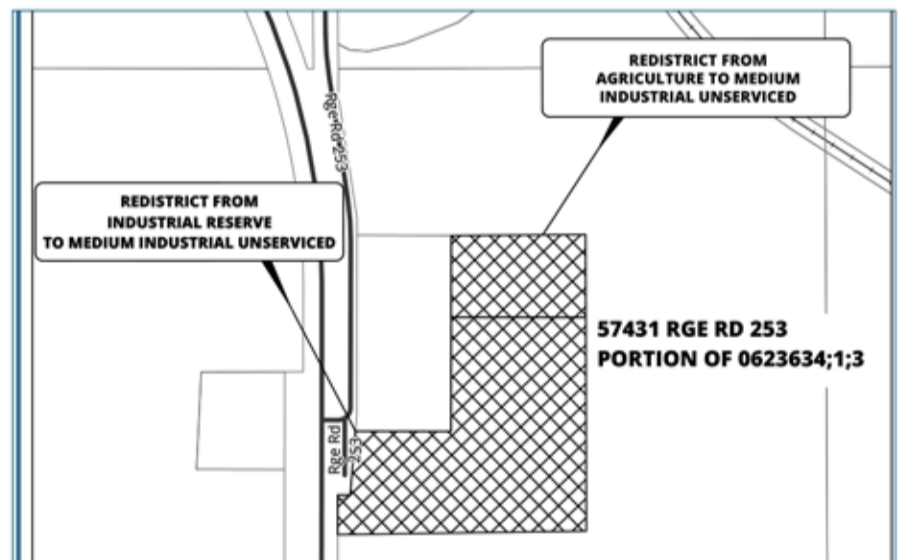 REDISTRICT FROM
AGRICULTURE TO MEDIUM
INDUSTRIAL UNSERVICED
Rge Rd 253
REDISTRICT FROM
INDUSTRIAL RESERVE
TO MEDIUM INDUSTRIAL UNSERVICED
57431 RGE RD 253
PORTION OF 0623634;1;3
Rge Rd
253